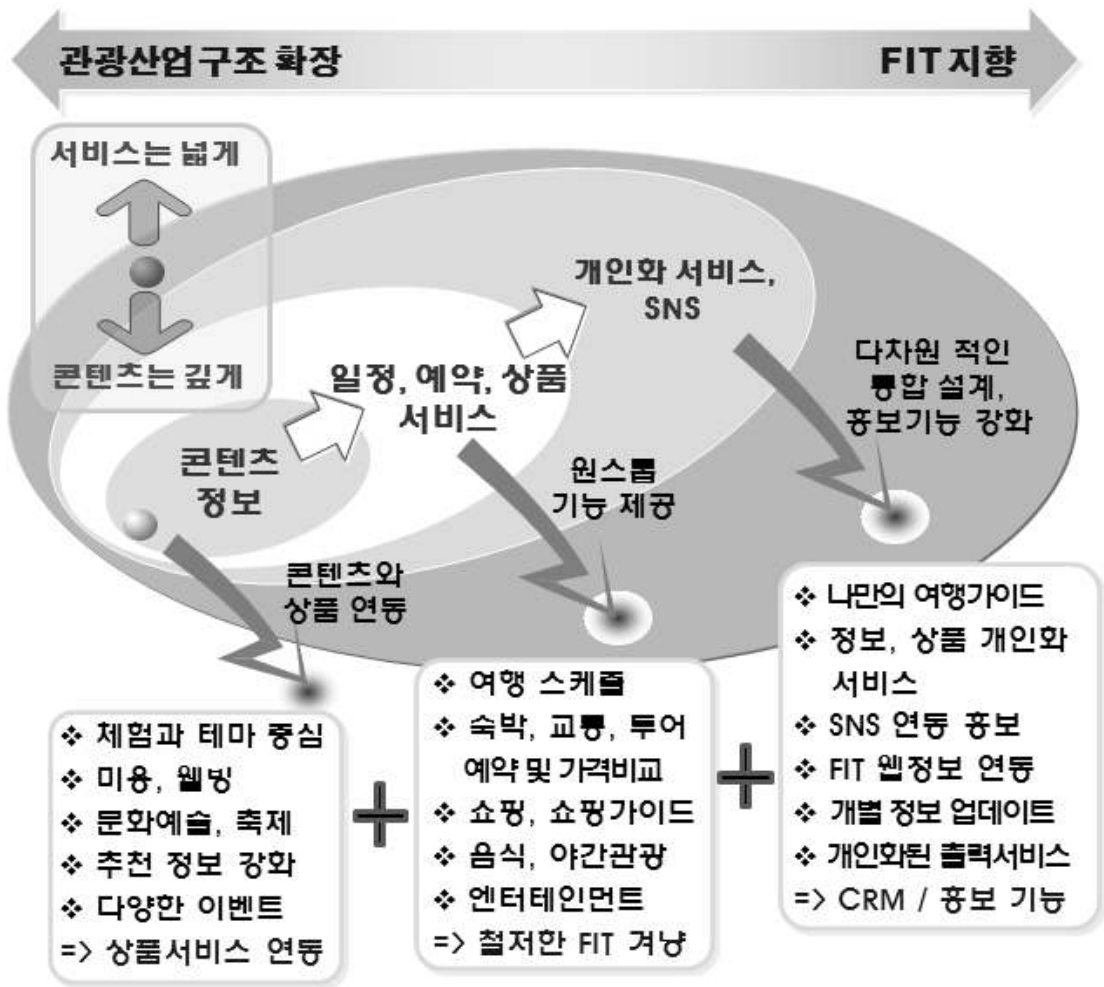 관광산업 구조 화장
FIT 지향
서비스는 넓게
콘텐츠는 깊게
콘텐츠
정보
일정, 예약, 상품
서비스
개인화 서비스,
SNS
콘텐츠와
상품 연동
원스톱
기능 제공
다차원 적인
통합 설계,
홍보기능 강화
❖ 체험과 테마 중심
❖ 미용, 웰빙
❖ 문화예술, 축제
❖ 추천 정보 강화
❖ 다양한 이벤트
=> 상품서비스 연동
❖ 여행 스케쥴
❖ 숙박, 교통, 투어
예약 및 가격비교
❖ 쇼핑, 쇼핑가이드
❖ 음식, 야간관광
❖ 엔터테인먼트
=> 철저한 FIT 겨냥
❖ 나만의 여행가이드
❖ 정보, 상품 개인화
서비스
❖ SNS 연동 홍보
❖ FIT 웹정보 연동
❖ 개별 정보 업데이트
❖ 개인화된 출력서비스
=> CRM / 홍보 기능